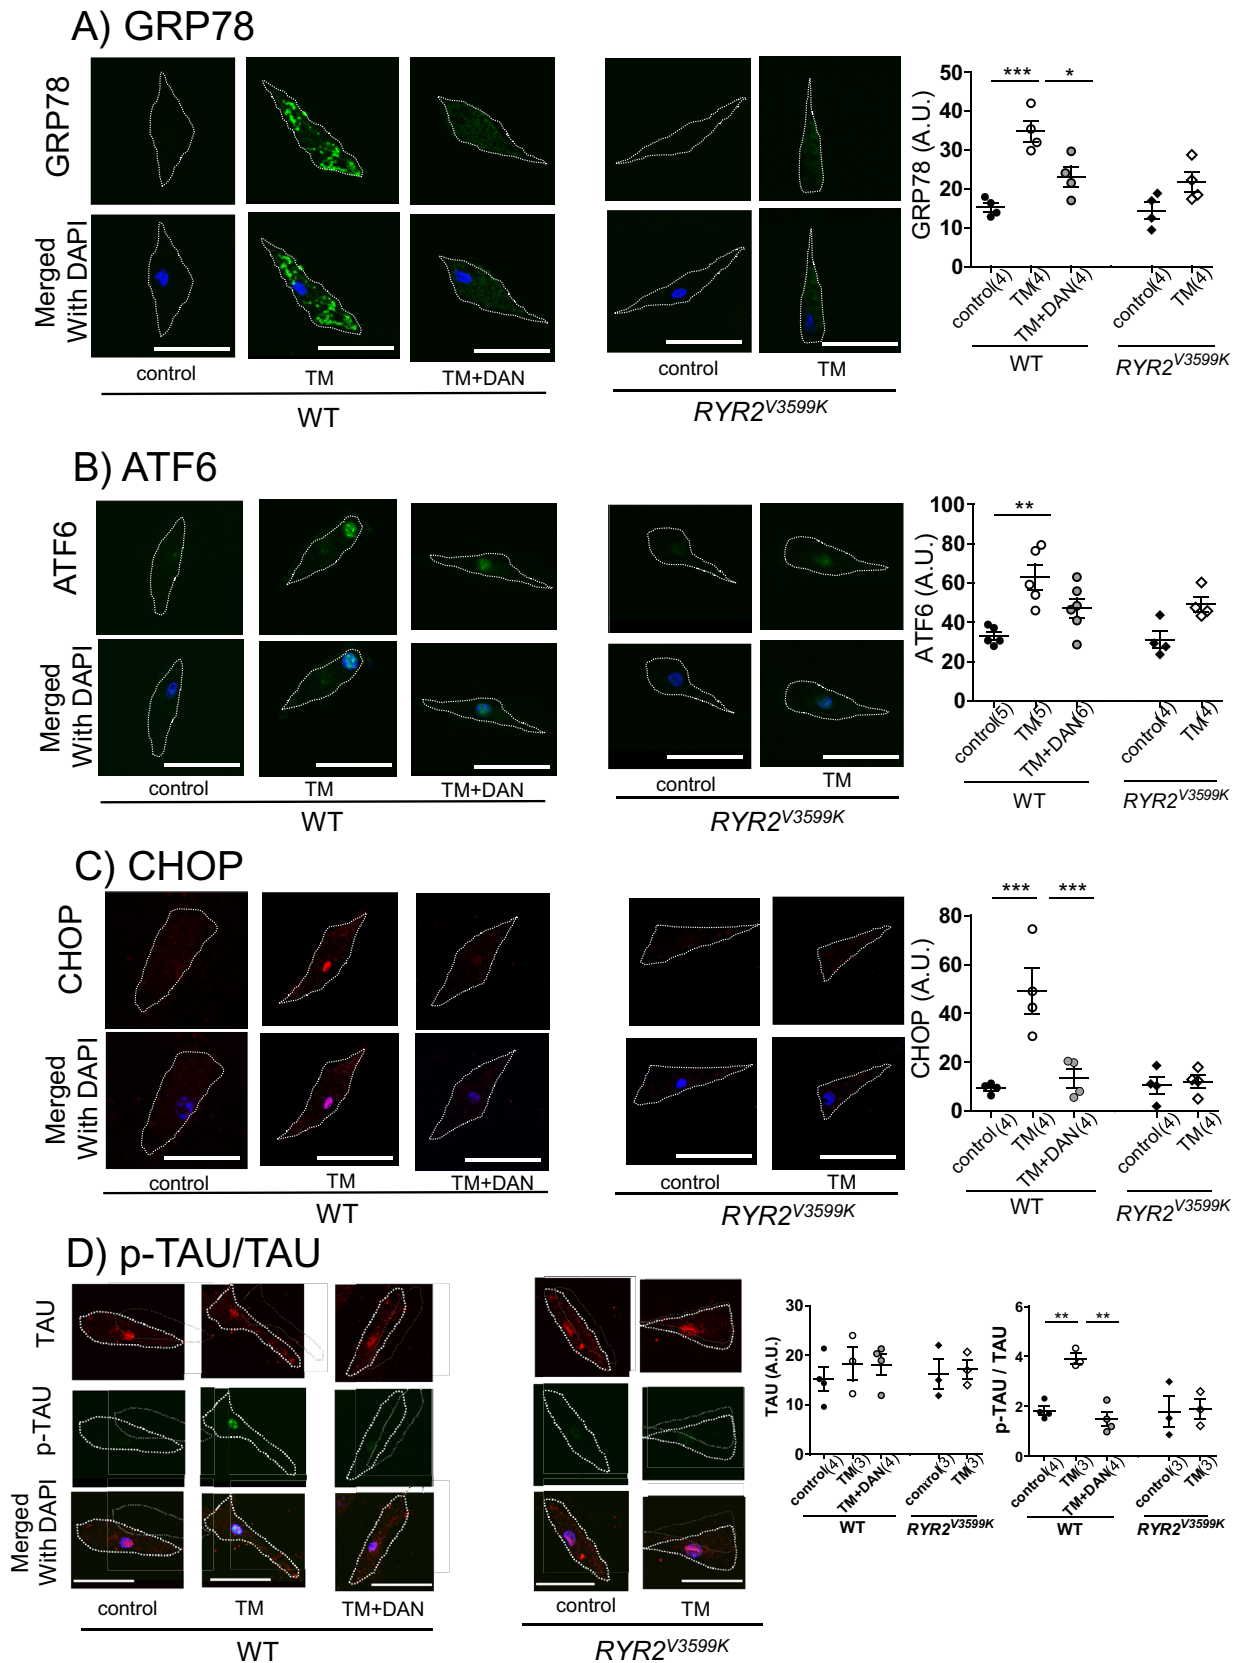 A) GRP78
GRP78
Merged
With DAPI
control
TM
TM+DAN
WT
control
TM
RYR2V3599K
GRP78 (A.U.)
50
40
30
20
10
0
***
*
control(4)
TM(4)
TM+DAN(4)
control(4)
TM(4)
WT
RYR2V3599K
B) ATF6
ATF6
Merged
With DAPI
control
TM
TM+DAN
WT
control
TM
RYR2V3599K
ATF6 (A.U.)
100
80
60
40
20
0
**
control(5)
TM(5)
TM+DAN(6)
control(4)
TM(4)
WT
RYR2V3599K
C) CHOP
CHOP
Merged
With DAPI
control
TM
TM+DAN
WT
control
TM
RYR2V3599K
CHOP (A.U.)
80
60
40
20
0
***
***
control(4)
TM(4)
TM+DAN(4)
control(4)
TM(4)
WT
RYR2V3599K
D) p-TAU/TAU
TAU
p-TAU
Merged
With DAPI
control
TM
TM+DAN
WT
control
TM
RYR2V3599K
TAU (A.U.)
30
20
10
0
control(4)
TM(3)
TM+DAN(4)
control(3)
TM(3)
WT
RYR2V3599K
p-TAU / TAU
6
4
2
0
**
**
control(4)
TM(3)
TM+DAN(4)
control(3)
TM(3)
WT
RYR2V3599K